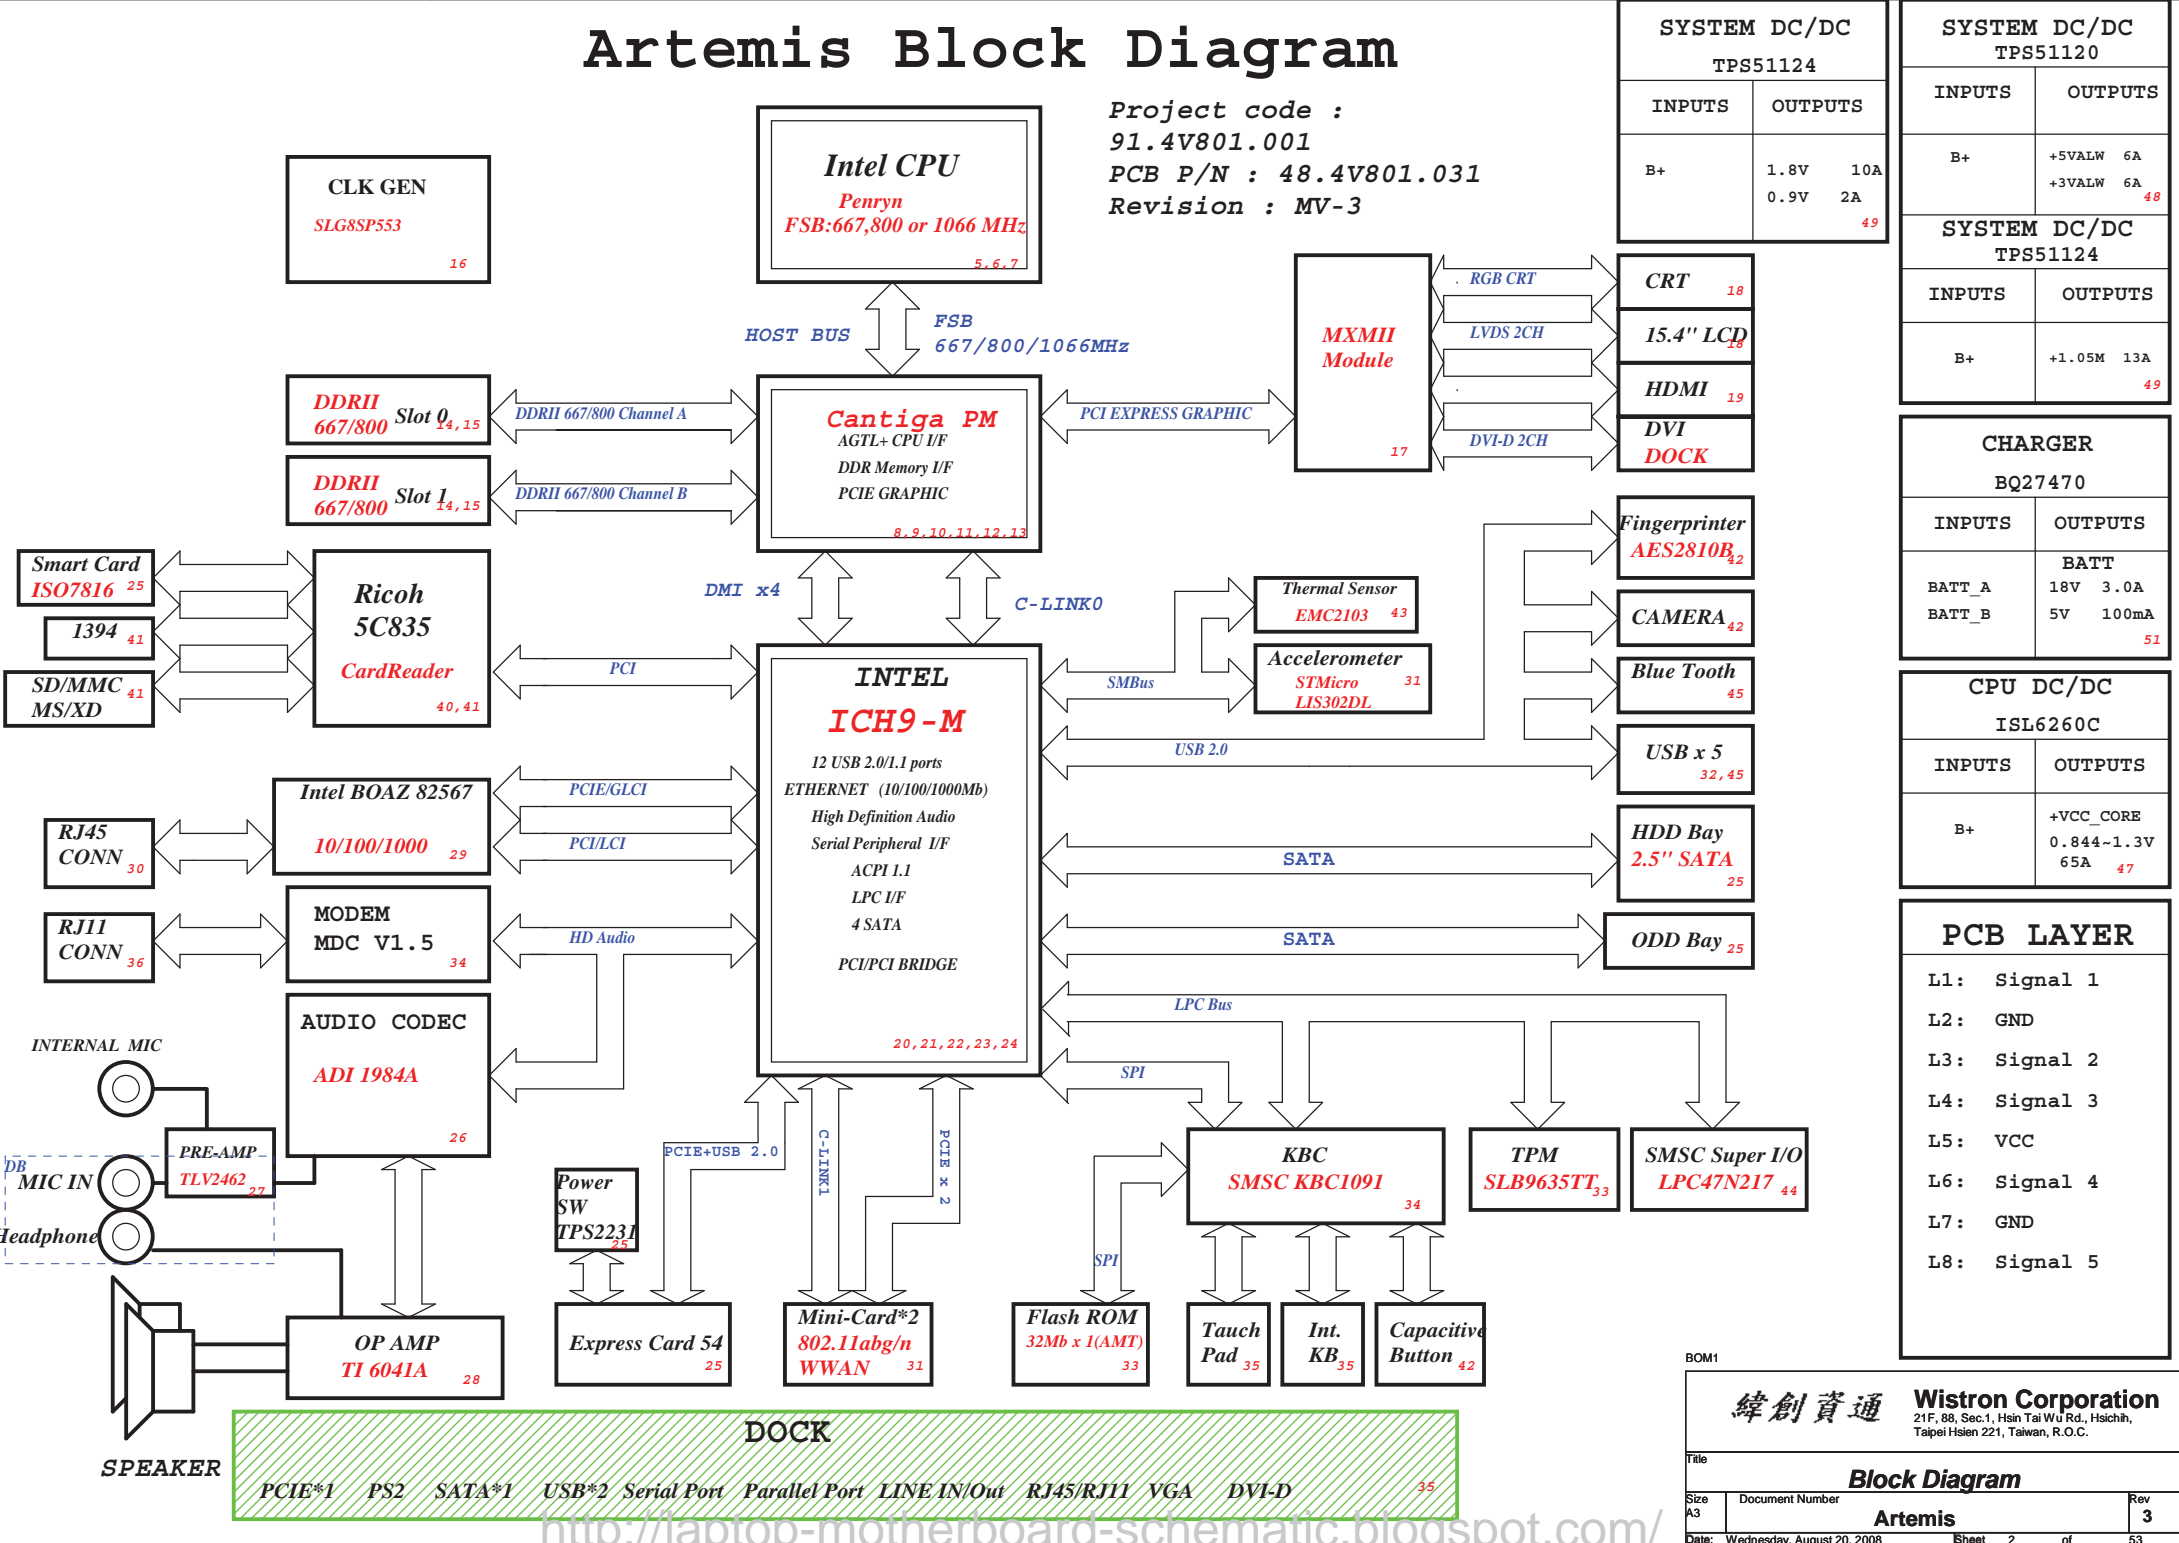 Artemis Block Diagram
Project code :
91.4V801.001
PCB P/N : 48.4V801.031
Revision : MV-3
CLK GEN
SLG8SP553
16
Intel CPU
Penryn
FSB:667,800 or 1066 MHz
5,6,7
HOST BUS
FSB
667/800/1066MHz
DDRII
667/800
Slot 0
14,15
DDRII 667/800 Channel A
DDRII
667/800
Slot 1
14,15
DDRII 667/800 Channel B
Cantiga PM
AGTL+ CPU I/F
DDR Memory I/F
PCIE GRAPHIC
8,9,10,11,12,13
PCI EXPRESS GRAPHIC
MXMII
Module
17
RGB CRT
CRT
18
LVDS 2CH
15.4" LCD
18
HDMI
19
DVI-D 2CH
DVI
DOCK
Smart Card
ISO7816 25
1394 41
SD/MMC 41
MS/XD
Ricoh
5C835
CardReader
40,41
PCI
DMI x4
C-LINK0
Thermal Sensor
EMC2103 43
Accelerometer
STMicro 31
LIS302DL
SMBus
Fingerprinter
AES2810B
42
CAMERA 42
Blue Tooth
45
USB x 5
32,45
USB 2.0
INTEL
ICH9-M
12 USB 2.0/1.1 ports
ETHERNET (10/100/1000Mb)
High Definition Audio
Serial Peripheral I/F
ACPI 1.1
LPC I/F
4 SATA
PCI/PCI BRIDGE
20,21,22,23,24
Intel BOAZ 82567
10/100/1000 29
PCIE/GLCI
PCI/LCI
RJ45
CONN 30
RJ11
CONN 36
MODEM
MDC V1.5
34
HD Audio
SATA
HDD Bay
2.5" SATA
25
SATA
ODD Bay 25
LPC Bus
SPI
AUDIO CODEC
ADI 1984A
26
INTERNAL MIC
PRE-AMP
TLV2462 27
DB
MIC IN
Headphone
OP AMP
TI 6041A 28
SPEAKER
PCIE+USB 2.0
C-LINK1
PCIE x 2
Power
SW
TPS2231
25
Express Card 54
25
Mini-Card*2
802.11abg/n
WWAN 31
KBC
SMSC KBC1091
34
TPM
SLB9635TT 33
SMSC Super I/O
LPC47N217 44
SPI
Flash ROM
32Mb x 1(AMT)
33
Tauch
Pad 35
Int.
KB 35
Capacitive
Button 42
DOCK
PCIE*1 PS2 SATA*1 USB*2 Serial Port Parallel Port LINE IN/Out RJ45/RJ11 VGA DVI-D 35
SYSTEM DC/DC
TPS51124
INPUTS OUTPUTS
B+ 1.8V 10A
0.9V 2A
49
SYSTEM DC/DC
TPS51120
INPUTS OUTPUTS
B+ +5VALW 6A
+3VALW 6A
48
SYSTEM DC/DC
TPS51124
INPUTS OUTPUTS
B+ +1.05M 13A
49
CHARGER
BQ27470
INPUTS OUTPUTS
BATT
BATT_A 18V 3.0A
BATT_B 5V 100mA
51
CPU DC/DC
ISL6260C
INPUTS OUTPUTS
B+ +VCC_CORE
0.844~1.3V
65A 47
PCB LAYER
L1: Signal 1
L2: GND
L3: Signal 2
L4: Signal 3
L5: VCC
L6: Signal 4
L7: GND
L8: Signal 5
BOM1
緯創資通 Wistron Corporation
21F, 88, Sec.1, Hsin Tai Wu Rd., Hsichih,
Taipei Hsien 221, Taiwan, R.O.C.
Title
Block Diagram
Size Document Number Rev
A3 Artemis 3
Date: Wednesday, August 20, 2008 Sheet 2 of 53
http://laptop-motherboard-schematic.blogspot.com/